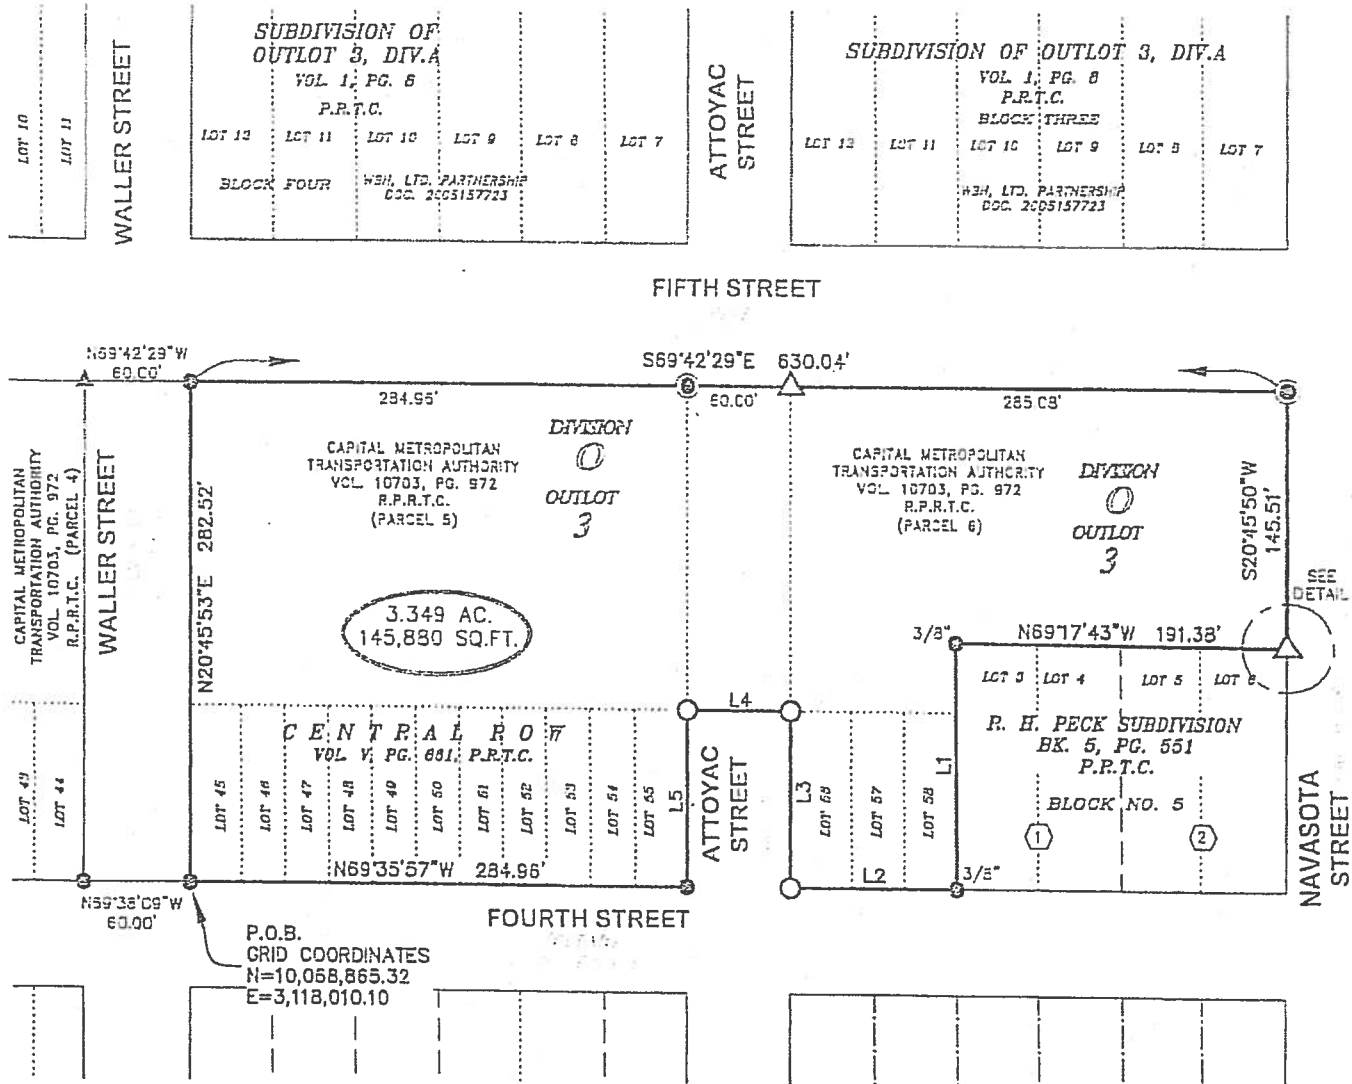 SUBDIVISION OF
OUTLOT 3, DIV.A
VOL. 1, PG. 8
P.R.T.C.
LOT 12
LOT 11
LOT 10
LOT 9
LOT 8
LOT 7
BLOCK FOUR
WBH, LTD. PARTNERSHIP
DOC. 2005157723
LOT 10
LOT 11
WALLER STREET
ATTOYAC
STREET
SUBDIVISION OF OUTLOT 3, DIV.A
VOL. 1, PG. 8
P.R.T.C.
BLOCK THREE
LOT 12
LOT 11
LOT 10
LOT 9
LOT 8
LOT 7
WBH, LTD. PARTNERSHIP
DOC. 2005157723
FIFTH STREET
N69°42'29"W
60.00'
S69°42'29"E 630.04'
284.95'
60.00'
285.08'
CAPITAL METROPOLITAN
TRANSPORTATION AUTHORITY
VOL. 10703, PG. 972
R.P.R.T.C. (PARCEL 4)
WALLER STREET
N20°45'53"E 282.52'
CAPITAL METROPOLITAN
TRANSPORTATION AUTHORITY
VOL. 10703, PG. 972
R.P.R.T.C.
(PARCEL 5)
DIVISION
O
OUTLOT
3
CAPITAL METROPOLITAN
TRANSPORTATION AUTHORITY
VOL. 10703, PG. 972
R.P.R.T.C.
(PARCEL 6)
DIVISION
O
OUTLOT
3
S20°45'50"W
145.51'
SEE
DETAIL
3.349 AC.
145,880 SQ.FT.
3/8"
N69°17'43"W 191.38'
LOT 3
LOT 4
LOT 5
LOT 6
L4
CENTRAL ROW
VOL. V, PG. 681, P.R.T.C.
R. H. PECK SUBDIVISION
BK. 5, PG. 551
P.R.T.C.
BLOCK NO. 5
1
2
LOT 43
LOT 44
LOT 45
LOT 46
LOT 47
LOT 48
LOT 49
LOT 50
LOT 51
LOT 52
LOT 53
LOT 54
LOT 55
L5
ATTOYAC
STREET
L3
LOT 56
LOT 57
LOT 58
L1
NAVASOTA
STREET
N69°35'57"W 284.96'
L2
3/8"
N69°38'09"W
60.00'
FOURTH STREET
P.O.B.
GRID COORDINATES
N=10,068,865.32
E=3,118,010.10